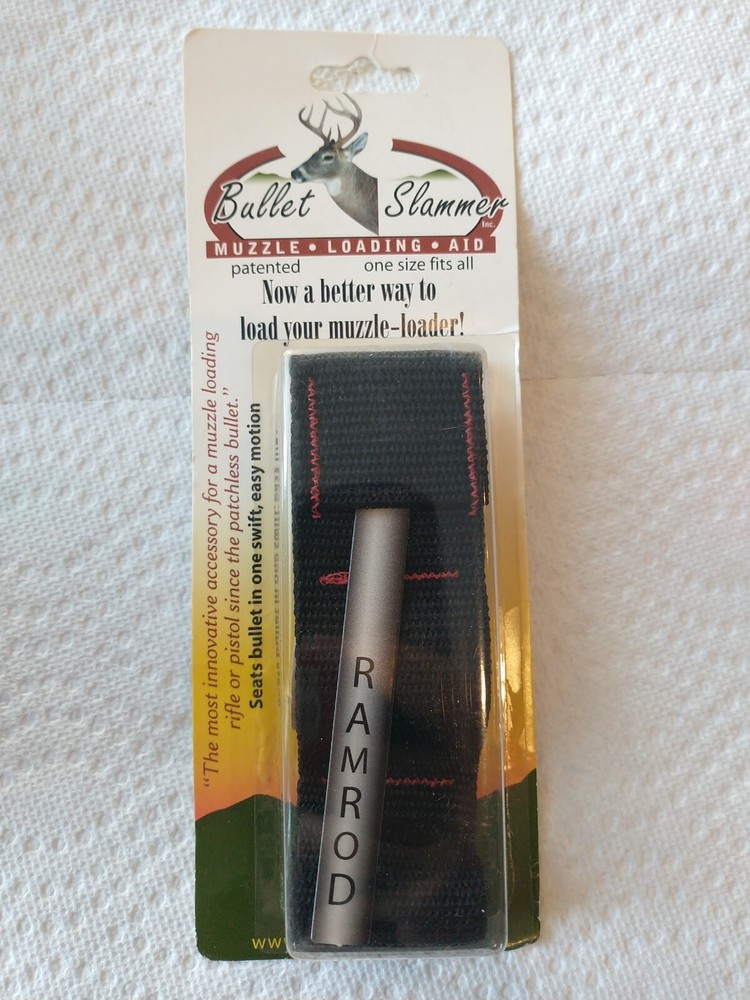 Bullet Slammer
Inc.
MUZZLE • LOADING • AID
patented one size fits all
Now a better way to
load your muzzle-loader!
"The most innovative accessory for a muzzle loading
rifle or pistol since the patchless bullet."
Seats bullet in one swift, easy motion
RAMROD